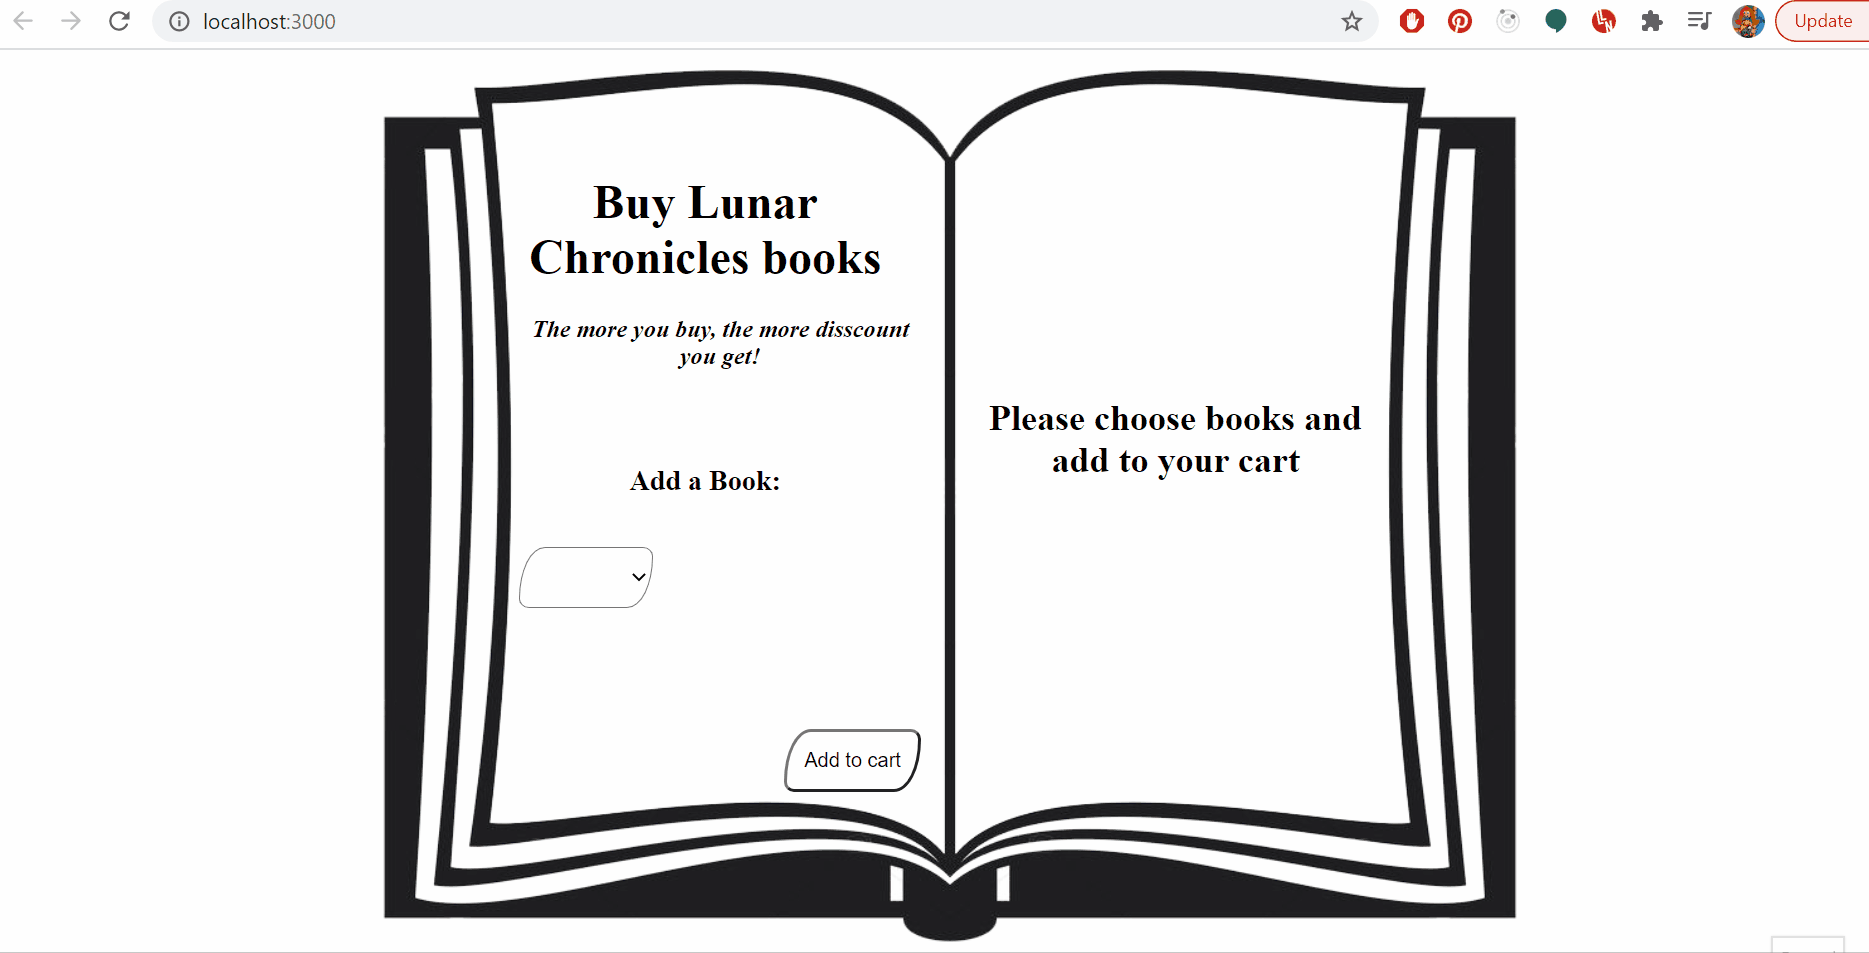 localhost:3000
Update
Buy Lunar
Chronicles books
The more you buy, the more disscount
you get!
Add a Book:
Add to cart
Please choose books and
add to your cart